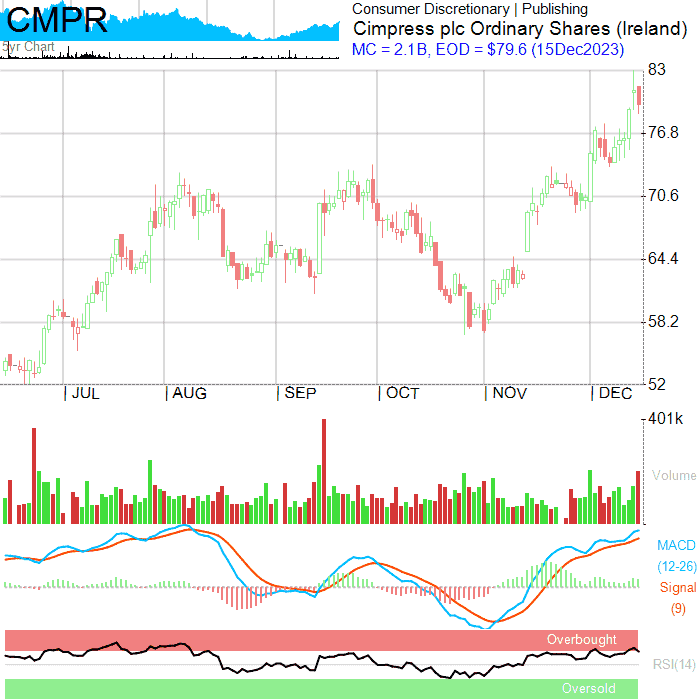 CMPR
5yr Chart
Consumer Discretionary | Publishing
Cimpress plc Ordinary Shares (Ireland)
MC = 2.1B, EOD = $79.6 (15Dec2023)
83
76.8
70.6
64.4
58.2
52
| JUL | AUG | SEP | OCT | NOV | DEC
401k
Volume
MACD
(12-26)
Signal
(9)
Overbought
RSI(14)
Oversold